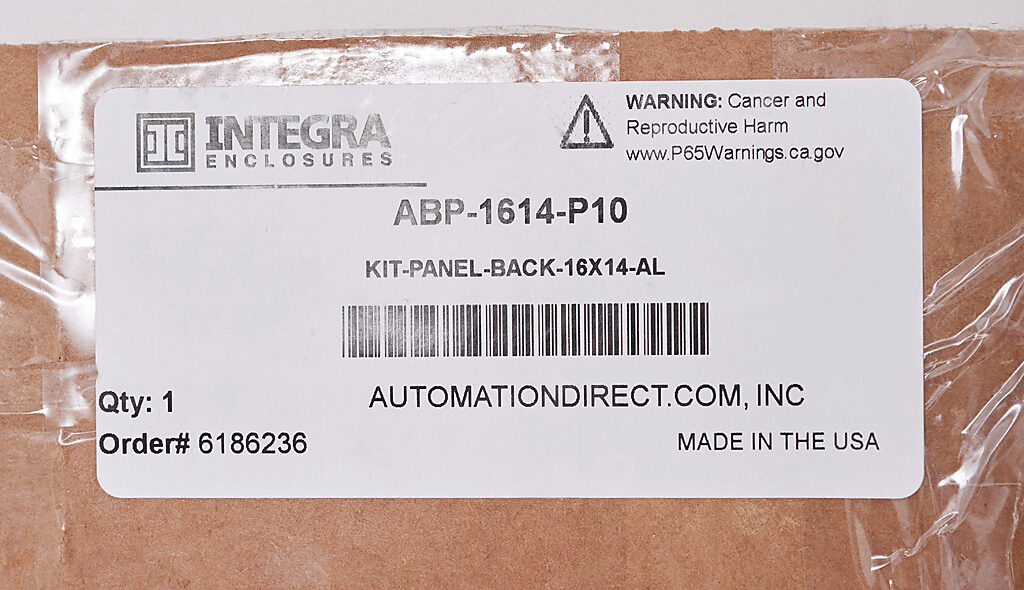 INTEGRA
ENCLOSURES
WARNING: Cancer and
Reproductive Harm
www.P65Warnings.ca.gov
ABP-1614-P10
KIT-PANEL-BACK-16X14-AL
Qty: 1
AUTOMATIONDIRECT.COM, INC
Order# 6186236
MADE IN THE USA